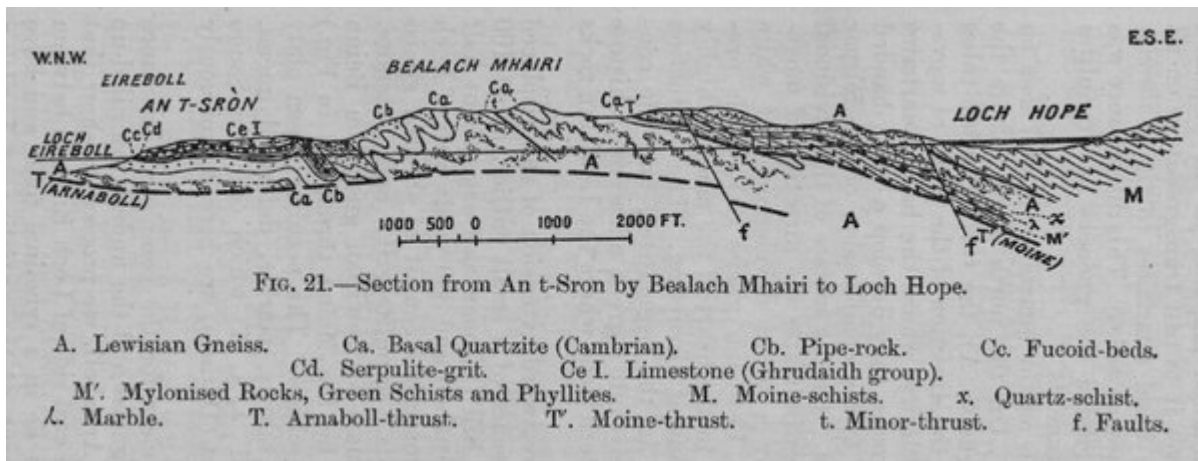 W.N.W.
E.S.E.
EIREBOLL
AN T-SRÒN
BEALACH MHAIRI
LOCH HOPE
LOCH
EIREBOLL
Cc
Cd
Ce I
Cb
Ca
Ca
t
Ca
T'
A
A
A
T (ARNABOLL)
Ca
Cb
A
f
A
x
λ
M'
M
f
T' (MOINE)
1000 500 0 1000 2000 FT.
FIG. 21.—Section from An t-Sron by Bealach Mhairi to Loch Hope.
A. Lewisian Gneiss. Ca. Basal Quartzite (Cambrian). Cb. Pipe-rock. Cc. Fucoid-beds.
Cd. Serpulite-grit. Ce I. Limestone (Ghrudaidh group).
M'. Mylonised Rocks, Green Schists and Phyllites. M. Moine-schists. x. Quartz-schist.
λ. Marble. T. Arnaboll-thrust. T'. Moine-thrust. t. Minor-thrust. f. Faults.